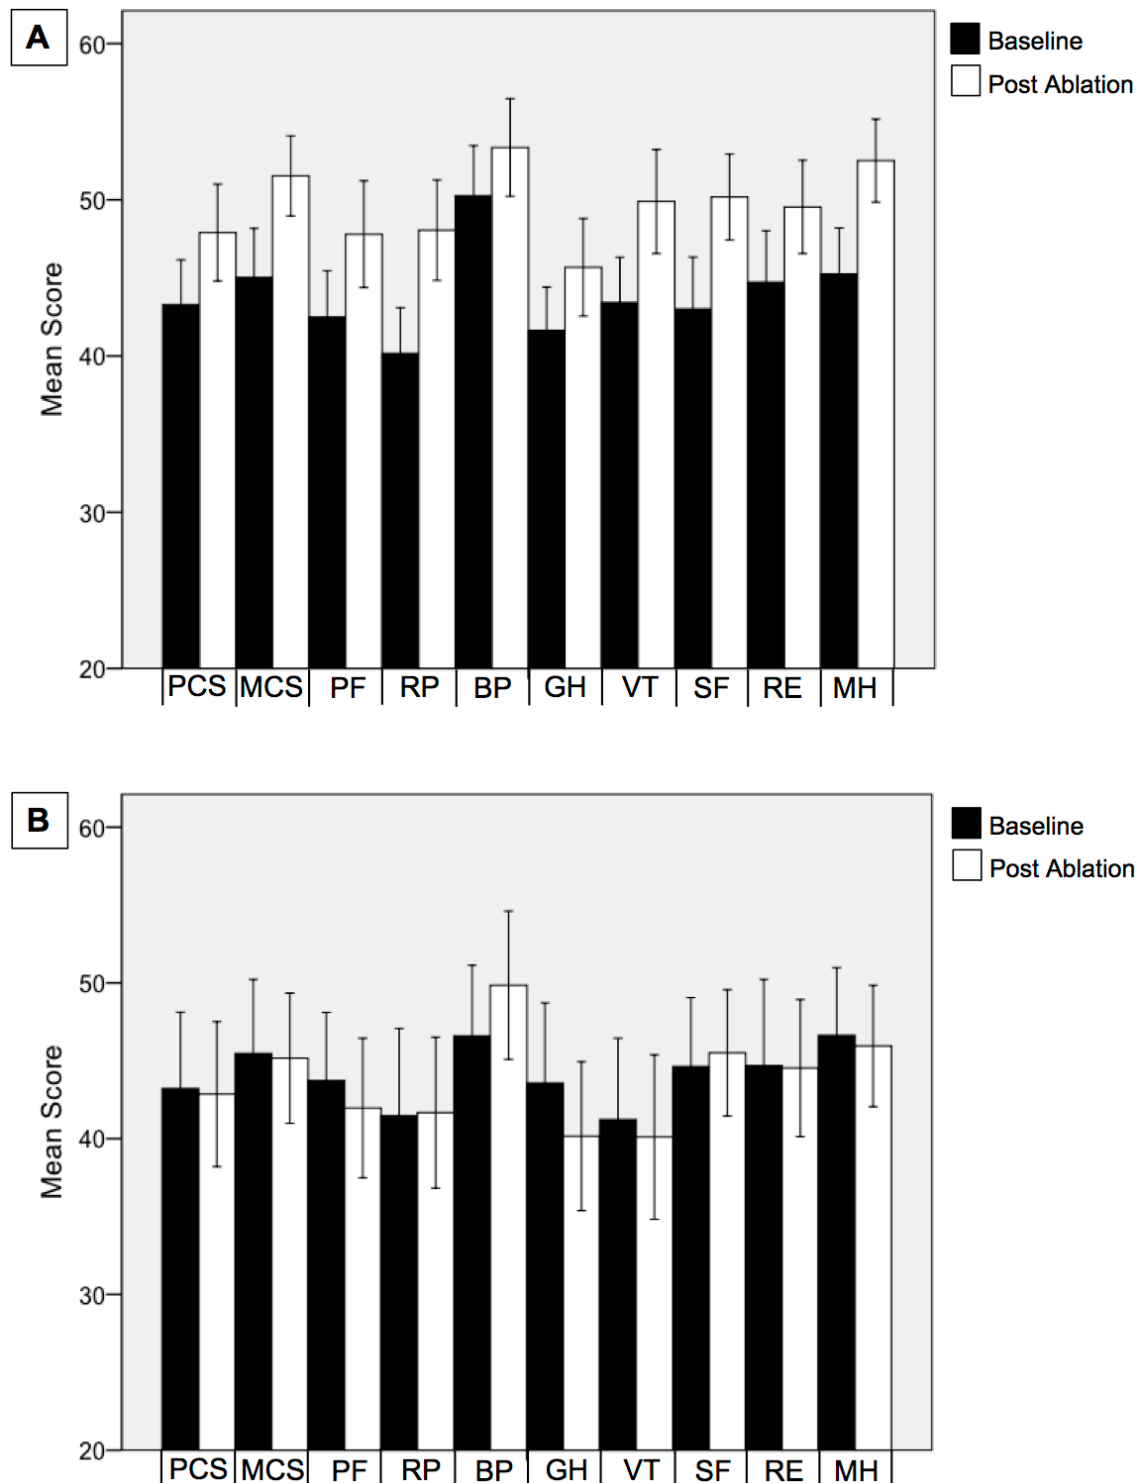 A
Baseline
Post Ablation
60
50
40
30
20
Mean Score
PCS MCS PF RP BP GH VT SF RE MH
B
Baseline
Post Ablation
60
50
40
30
20
Mean Score
PCS MCS PF RP BP GH VT SF RE MH